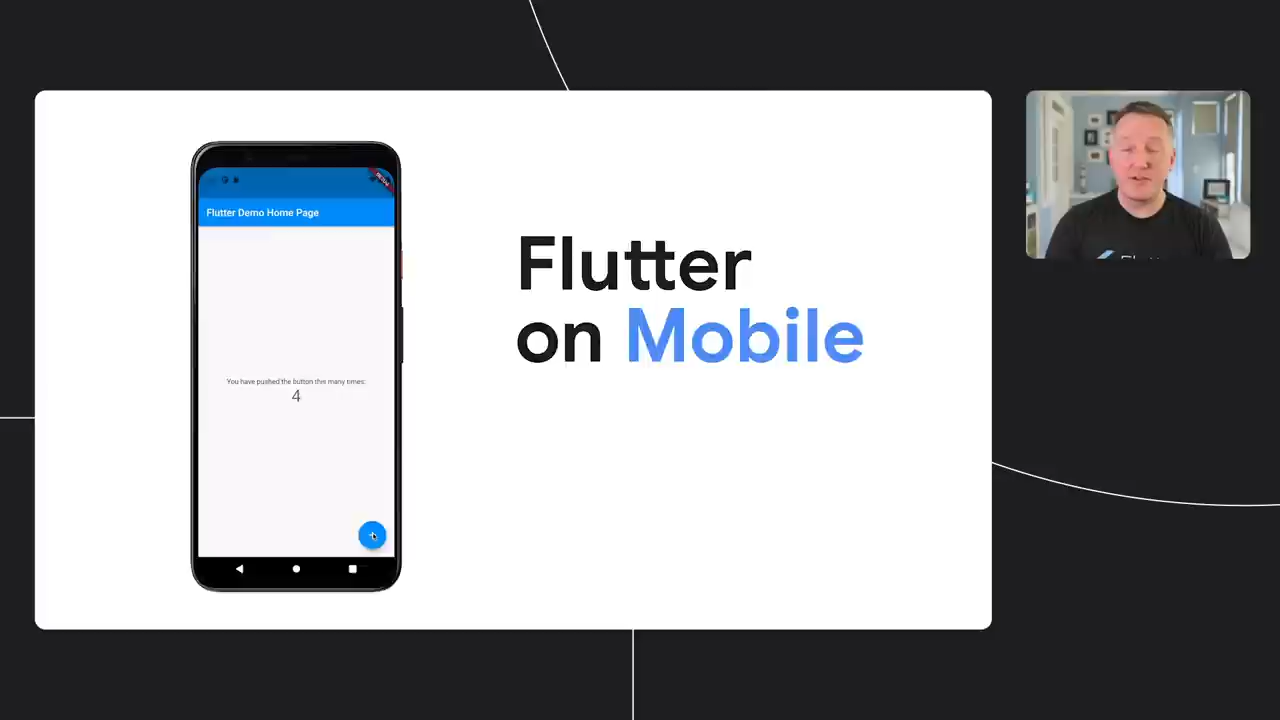 Flutter Demo Home Page
You have pushed the button this many times:
4
Flutter
on Mobile